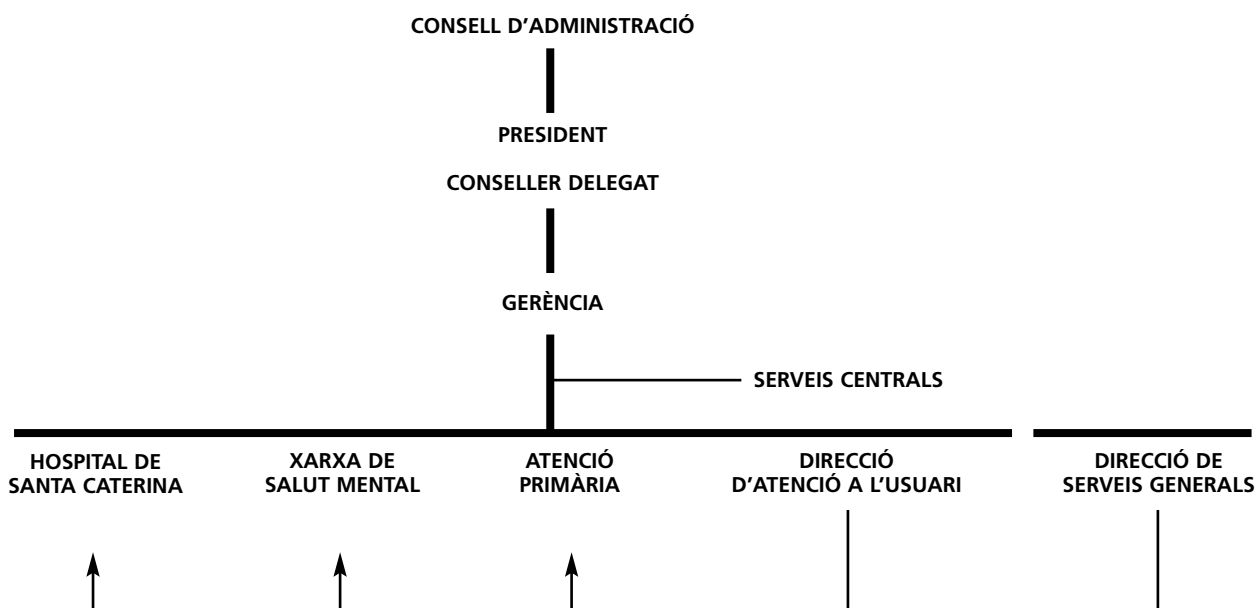 CONSELL D'ADMINISTRACIÓ
PRESIDENT
CONSELLER DELEGAT
GERÈNCIA
SERVEIS CENTRALS
HOSPITAL DE
SANTA CATERINA
XARXA DE
SALUT MENTAL
ATENCIÓ
PRIMÀRIA
DIRECCIÓ
D'ATENCIÓ A L'USUARI
DIRECCIÓ DE
SERVEIS GENERALS